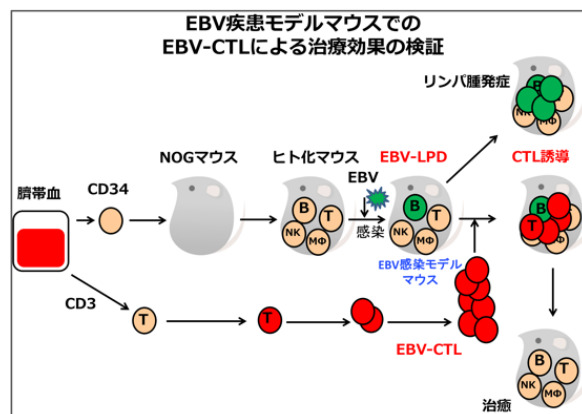 EBV疾患モデルマウスでの
EBV-CTLによる治療効果の検証
リンパ腫発症
B
NK
MΦ
NOGマウス
ヒト化マウス
EBV-LPD
CTL誘導
EBV
臍帯血
CD34
B
T
NK
MΦ
感染
B
T
NK
MΦ
B
T
NK
MΦ
EBV感染モデル
マウス
CD3
T
T
EBV-CTL
B
T
NK
MΦ
治癒